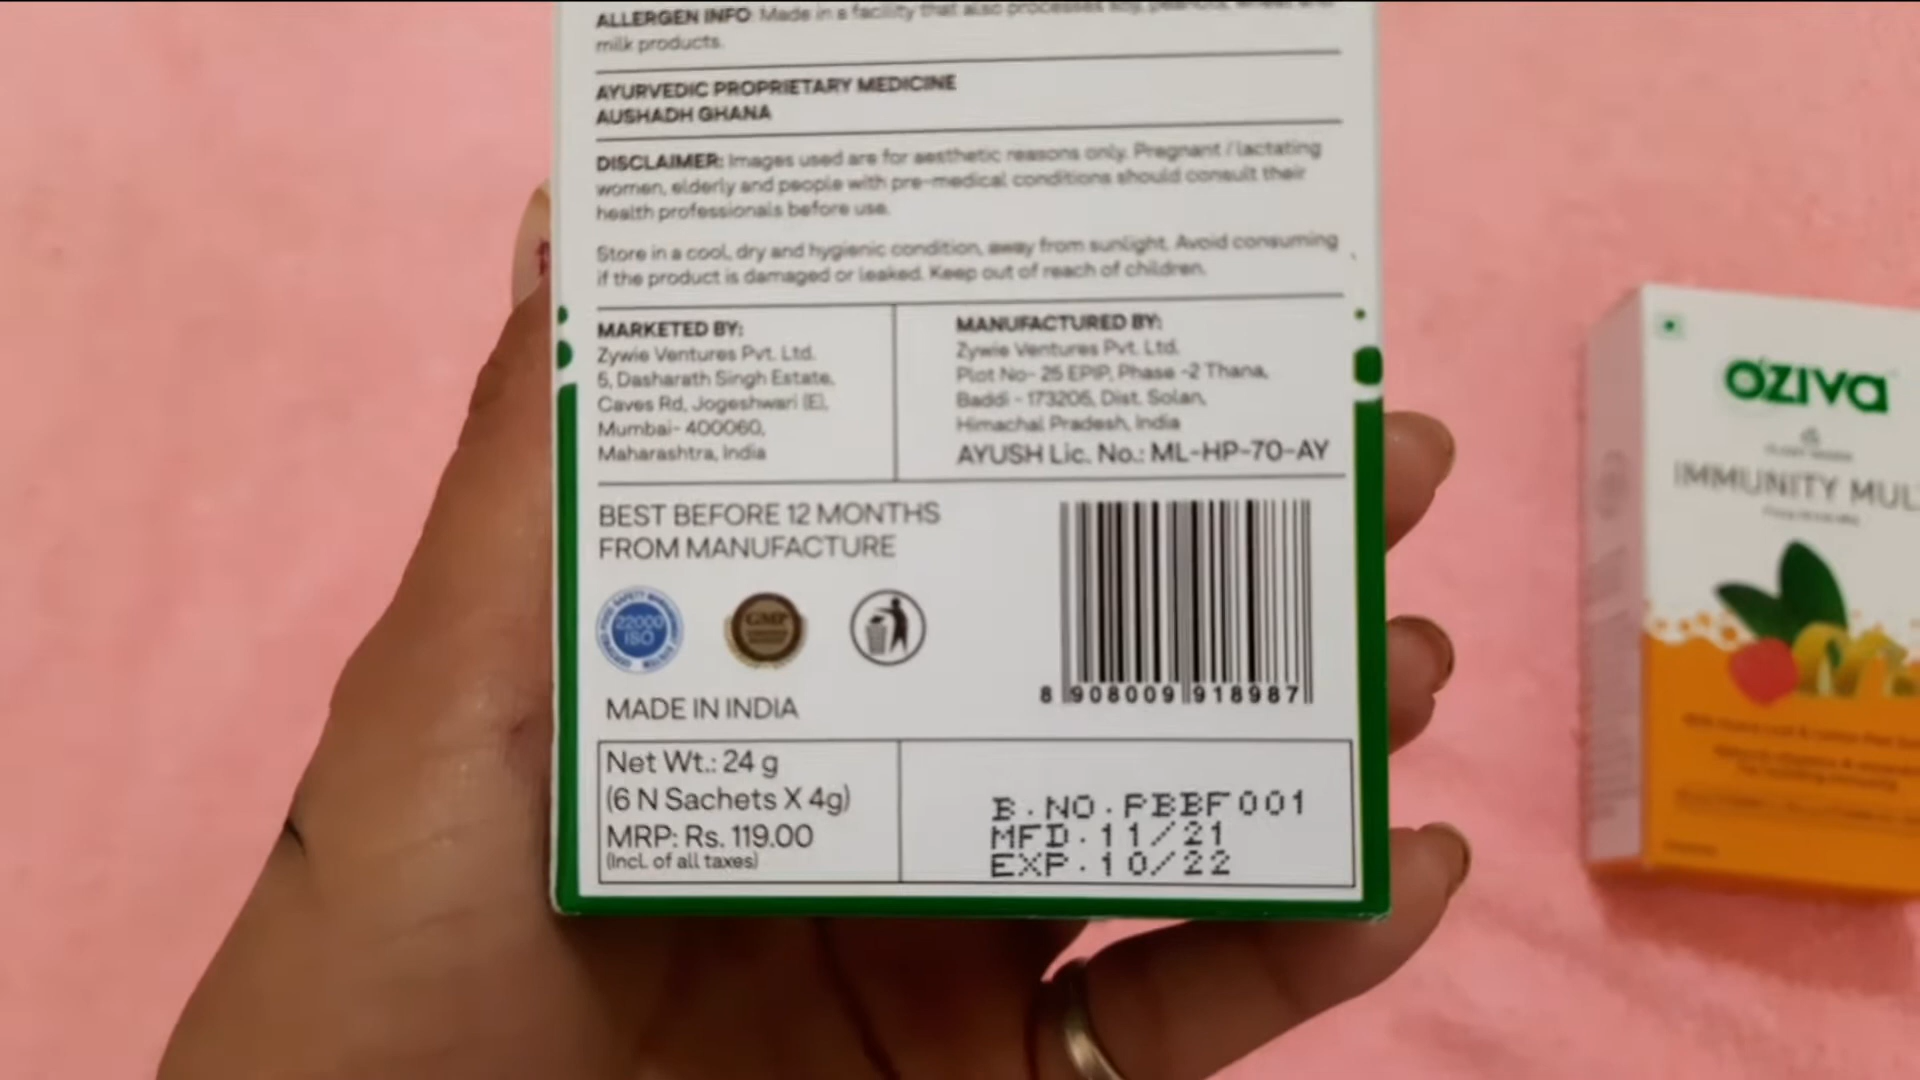 ALLERGEN INFO: Made in a facility that also processes soy, peanuts, wheat and
milk products.
AYURVEDIC PROPRIETARY MEDICINE
AUSHADH GHANA
DISCLAIMER: Images used are for aesthetic reasons only. Pregnant / lactating
women, elderly and people with pre-medical conditions should consult their
health professionals before use.
Store in a cool, dry and hygienic condition, away from sunlight. Avoid consuming
if the product is damaged or leaked. Keep out of reach of children.
MARKETED BY:
Zywie Ventures Pvt. Ltd.
5, Dasharath Singh Estate,
Caves Rd, Jogeshwari (E),
Mumbai- 400060,
Maharashtra, India
MANUFACTURED BY:
Zywie Ventures Pvt. Ltd.
Plot No- 25 EPIP, Phase -2 Thana,
Baddi - 173205, Dist. Solan,
Himachal Pradesh, India
AYUSH Lic. No.: ML-HP-70-AY
BEST BEFORE 12 MONTHS
FROM MANUFACTURE
22000
ISO
GMP
MADE IN INDIA
8 908009 918987
Net Wt.: 24 g
(6 N Sachets X 4g)
MRP: Rs. 119.00
(Incl. of all taxes)
B.NO.PBBF001
MFD.11/21
EXP.10/22
OZIVA
IMMUNITY MUL